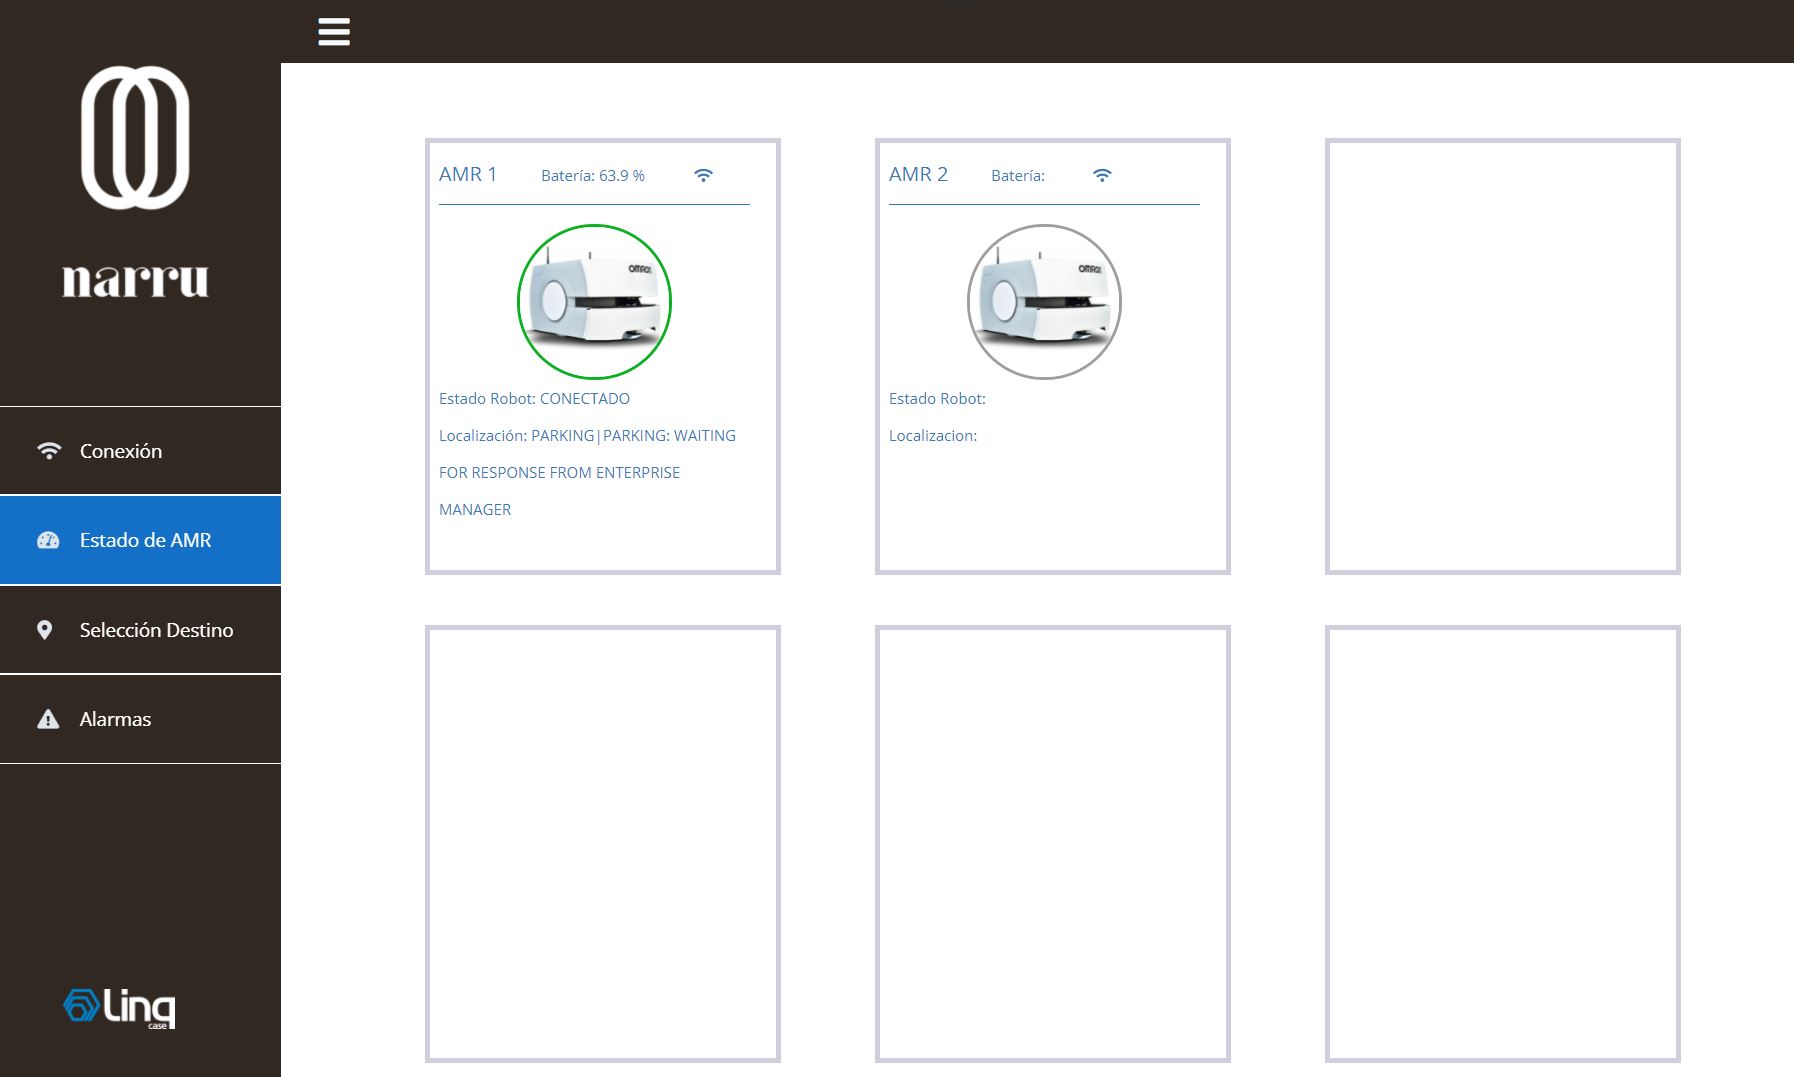 narru
Conexión
Estado de AMR
Selección Destino
Alarmas
Linq
case
AMR 1 Batería: 63.9 %
OMRON
Estado Robot: CONECTADO
Localización: PARKING|PARKING: WAITING
FOR RESPONSE FROM ENTERPRISE
MANAGER
AMR 2 Batería:
OMRON
Estado Robot:
Localizacion: